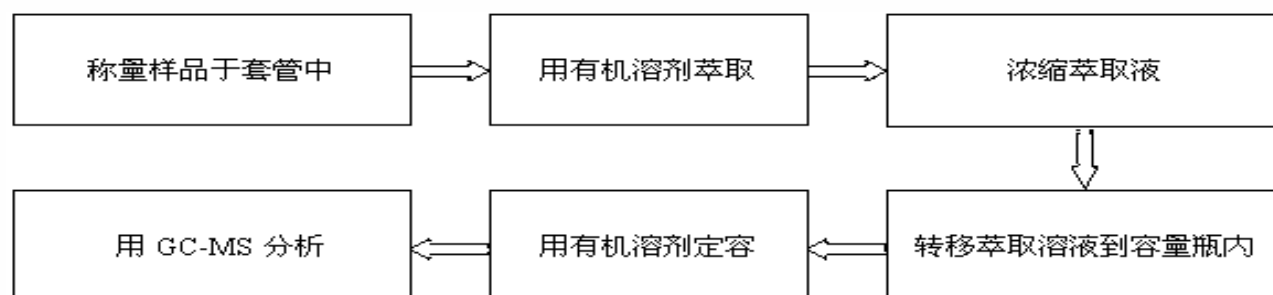 称量样品于套管中
用有机溶剂萃取
浓缩萃取液
转移萃取溶液到容量瓶内
用有机溶剂定容
用 GC-MS 分析